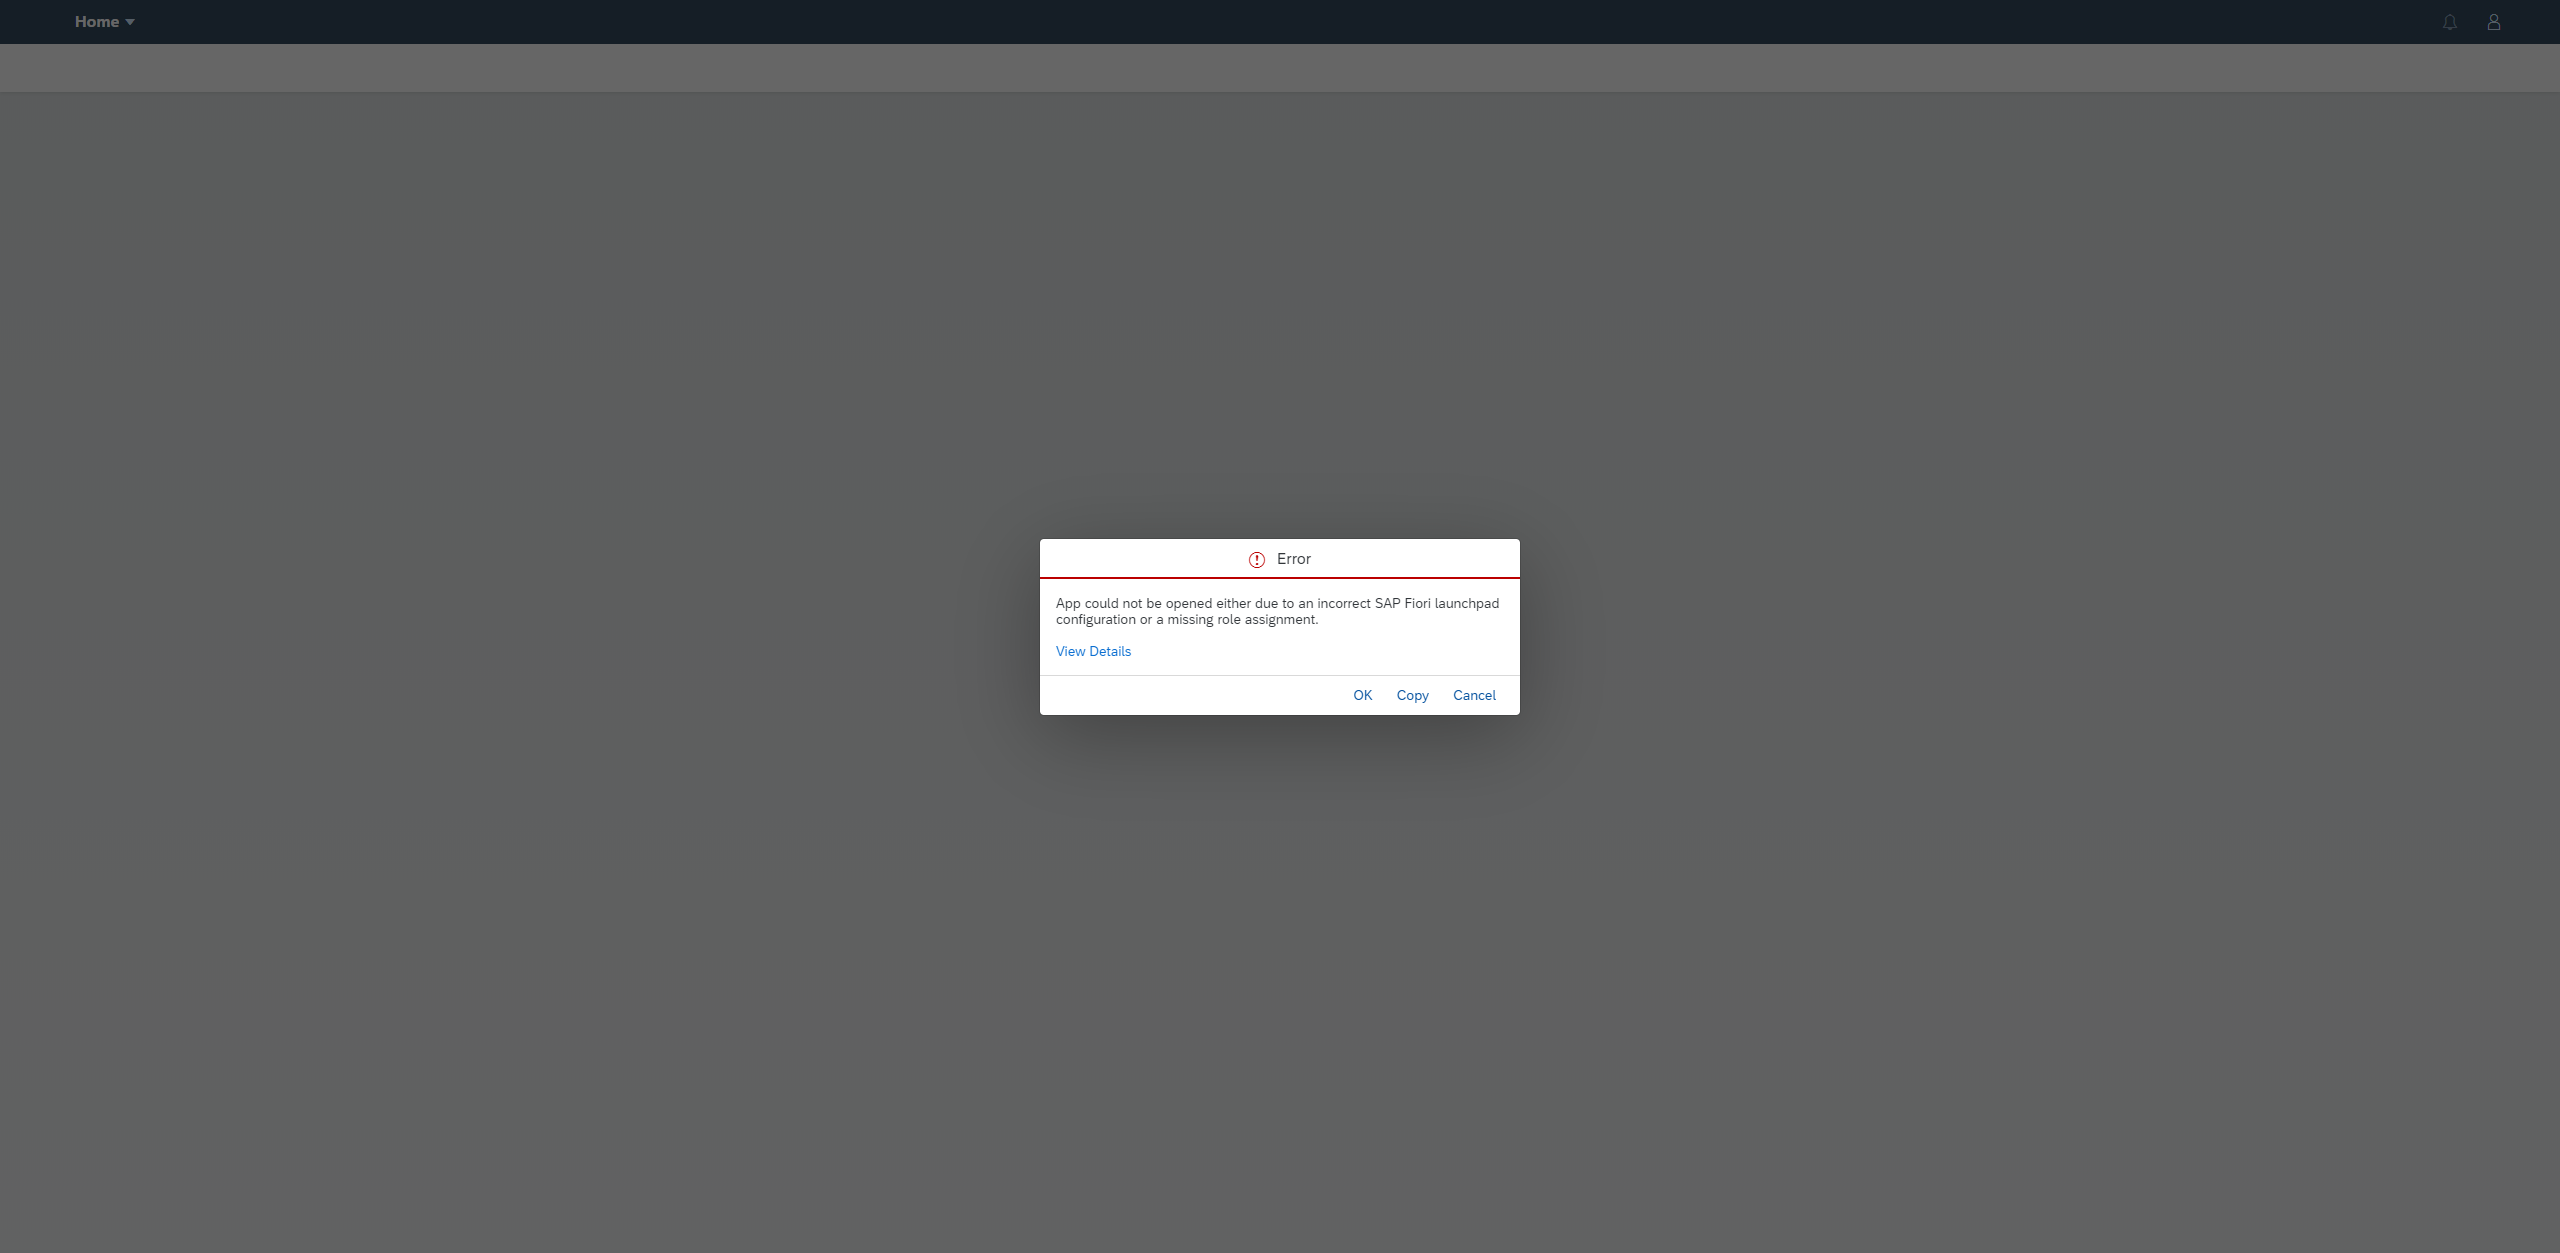 Home
Error
App could not be opened either due to an incorrect SAP Fiori launchpad
configuration or a missing role assignment.
View Details
OK Copy Cancel